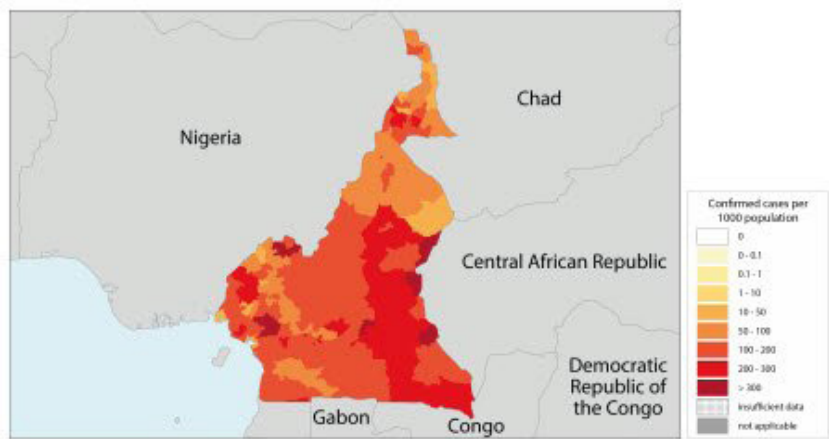 Chad
Nigeria
Central African Republic
Democratic
Republic of
the Congo
Gabon
Congo
Confirmed cases per
1000 population
0
0 - 0.1
0.1 - 1
1 - 10
10 - 50
50 - 100
100 - 200
200 - 300
> 300
insufficient data
not applicable